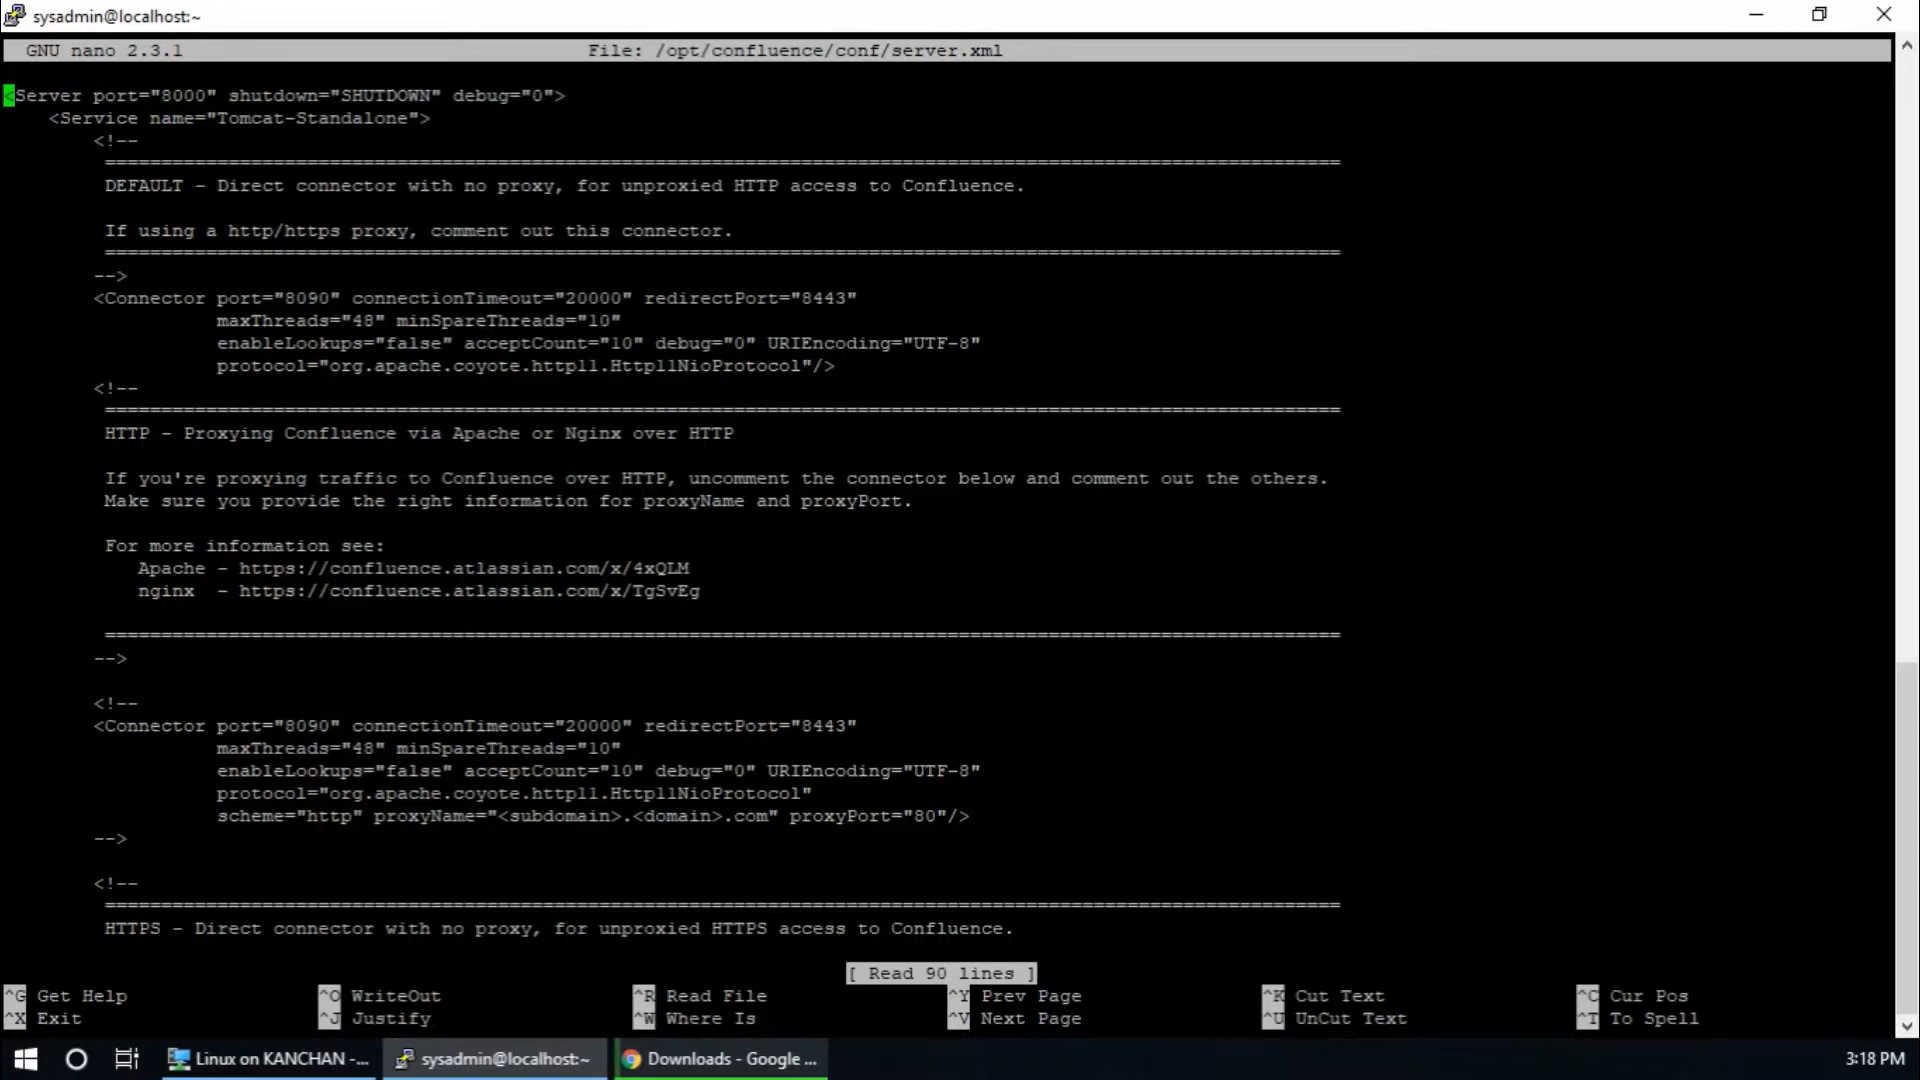 sysadmin@localhost:~
GNU nano 2.3.1 File: /opt/confluence/conf/server.xml
<Server port="8000" shutdown="SHUTDOWN" debug="0">
<Service name="Tomcat-Standalone">
<!--
==============================================================================================================
DEFAULT - Direct connector with no proxy, for unproxied HTTP access to Confluence.
If using a http/https proxy, comment out this connector.
==============================================================================================================
-->
<Connector port="8090" connectionTimeout="20000" redirectPort="8443"
maxThreads="48" minSpareThreads="10"
enableLookups="false" acceptCount="10" debug="0" URIEncoding="UTF-8"
protocol="org.apache.coyote.http11.Http11NioProtocol"/>
<!--
==============================================================================================================
HTTP - Proxying Confluence via Apache or Nginx over HTTP
If you're proxying traffic to Confluence over HTTP, uncomment the connector below and comment out the others.
Make sure you provide the right information for proxyName and proxyPort.
For more information see:
Apache - https://confluence.atlassian.com/x/4xQLM
nginx - https://confluence.atlassian.com/x/TgSvEg
==============================================================================================================
-->
<!--
<Connector port="8090" connectionTimeout="20000" redirectPort="8443"
maxThreads="48" minSpareThreads="10"
enableLookups="false" acceptCount="10" debug="0" URIEncoding="UTF-8"
protocol="org.apache.coyote.http11.Http11NioProtocol"
scheme="http" proxyName="<subdomain>.<domain>.com" proxyPort="80"/>
-->
<!--
==============================================================================================================
HTTPS - Direct connector with no proxy, for unproxied HTTPS access to Confluence.
[ Read 90 lines ]
^G Get Help ^O WriteOut ^R Read File ^Y Prev Page ^K Cut Text ^C Cur Pos
^X Exit ^J Justify ^W Where Is ^V Next Page ^U UnCut Text ^T To Spell
Linux on KANCHAN -... sysadmin@localhost:~ Downloads - Google ... 3:18 PM